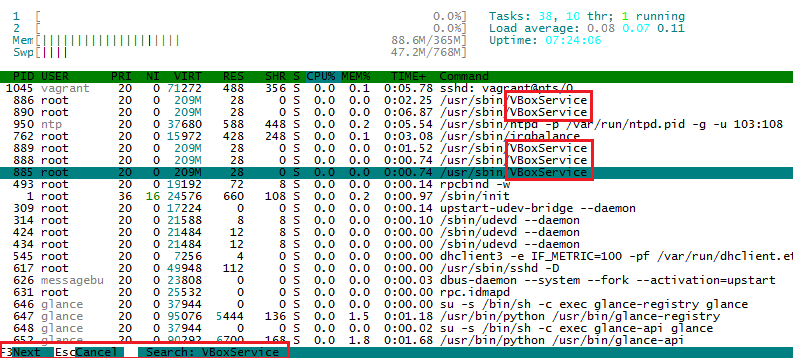 1 [ 0.0%] Tasks: 38, 10 thr; 1 running
2 [ 0.0%] Load average: 0.08 0.07 0.11
Mem[|||||||||||||||||||| 88.6M/365M] Uptime: 07:24:06
Swp[|||| 47.2M/768M]
PID USER PRI NI VIRT RES SHR S CPU% MEM% TIME+ Command
1045 vagrant 20 0 71272 488 356 S 0.0 0.1 0:05.78 sshd: vagrant@pts/0
886 root 20 0 209M 28 0 S 0.0 0.0 0:02.25 /usr/sbin/VBoxService
890 root 20 0 209M 28 0 S 0.0 0.0 0:06.87 /usr/sbin/VBoxService
950 ntp 20 0 37680 588 448 S 0.0 0.2 0:05.54 /usr/sbin/ntpd -p /var/run/ntpd.pid -g -u 103:108
762 root 20 0 15972 428 248 S 0.0 0.1 0:03.08 /usr/sbin/irqbalance
889 root 20 0 209M 28 0 S 0.0 0.0 0:01.52 /usr/sbin/VBoxService
888 root 20 0 209M 28 0 S 0.0 0.0 0:00.74 /usr/sbin/VBoxService
885 root 20 0 209M 28 0 S 0.0 0.0 0:00.74 /usr/sbin/VBoxService
493 root 20 0 19192 72 8 S 0.0 0.0 0:00.14 rpcbind -w
1 root 36 16 24576 660 108 S 0.0 0.2 0:00.97 /sbin/init
309 root 20 0 17224 0 0 S 0.0 0.0 0:00.14 upstart-udev-bridge --daemon
314 root 20 0 21588 8 8 S 0.0 0.0 0:00.10 /sbin/udevd --daemon
424 root 20 0 21484 12 8 S 0.0 0.0 0:00.00 /sbin/udevd --daemon
434 root 20 0 21484 12 8 S 0.0 0.0 0:00.00 /sbin/udevd --daemon
545 root 20 0 7256 4 0 S 0.0 0.0 0:00.00 dhclient3 -e IF_METRIC=100 -pf /var/run/dhclient.et
617 root 20 0 49948 112 0 S 0.0 0.0 0:00.00 /usr/sbin/sshd -D
626 messagebu 20 0 23808 0 0 S 0.0 0.0 0:00.03 dbus-daemon --system --fork --activation=upstart
631 root 20 0 25532 0 0 S 0.0 0.0 0:00.00 rpc.idmapd
646 glance 20 0 37944 0 0 S 0.0 0.0 0:00.01 su -s /bin/sh -c exec glance-registry glance
647 glance 20 0 95076 5444 136 S 0.0 1.5 0:01.18 /usr/bin/python /usr/bin/glance-registry
648 glance 20 0 37944 0 0 S 0.0 0.0 0:00.02 su -s /bin/sh -c exec glance-api glance
652 glance 20 0 90292 6700 168 S 0.0 1.8 0:01.68 /usr/bin/python /usr/bin/glance-api
F3Next EscCancel Search: VBoxService